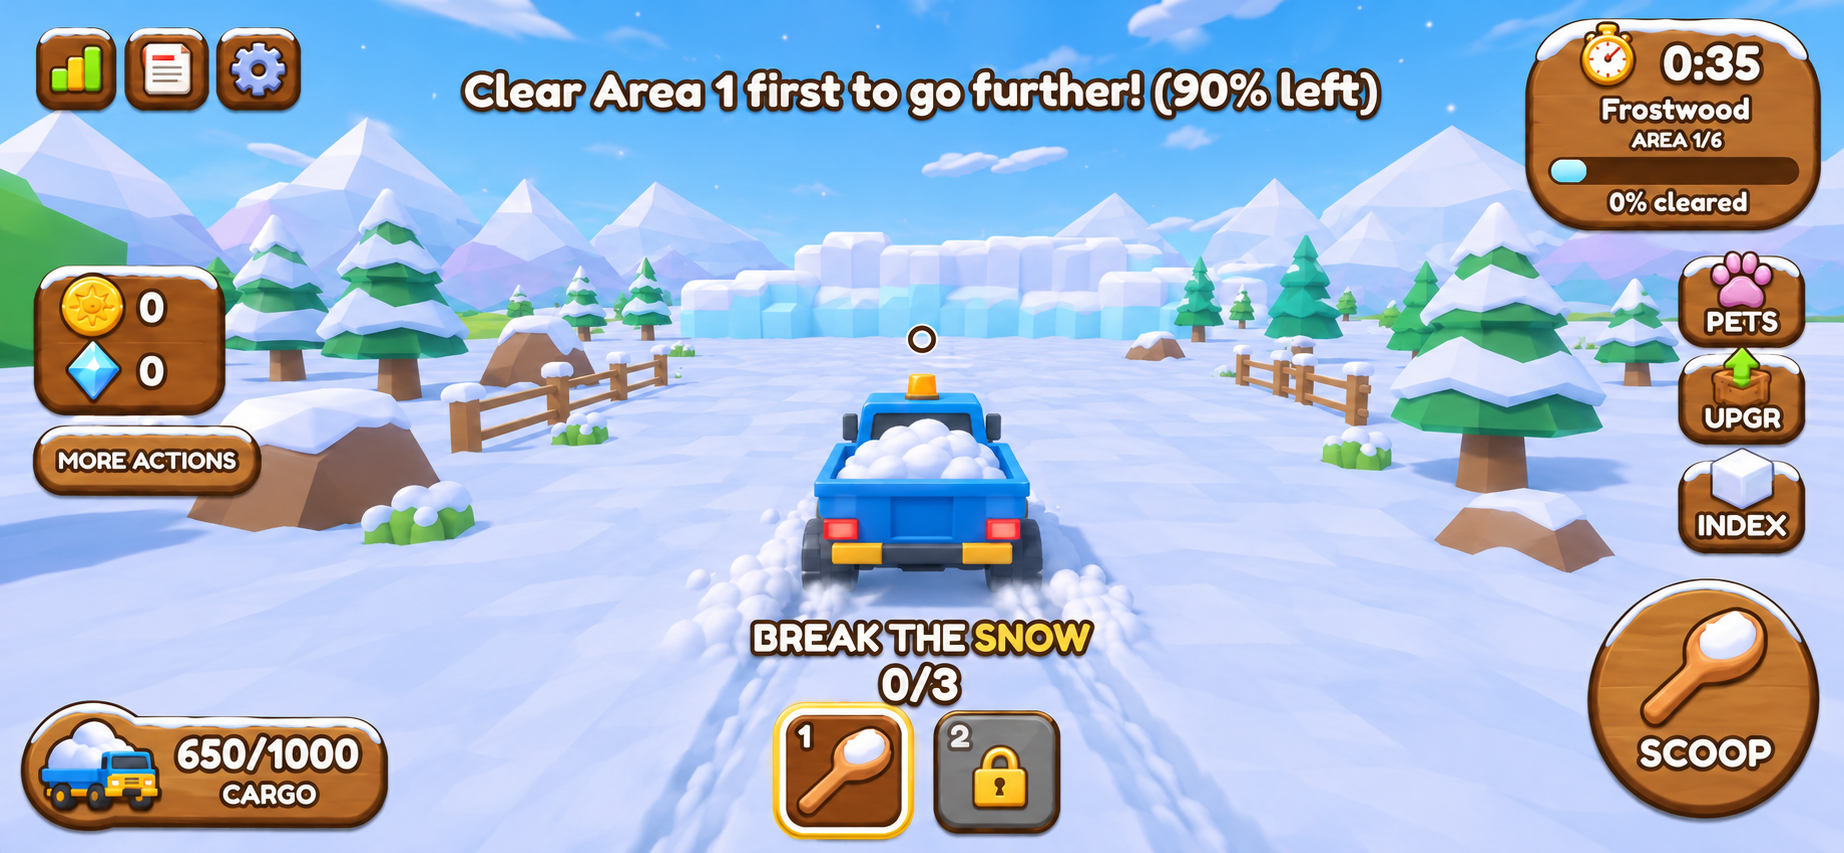 Clear Area 1 first to go further! (90% left)
0:35
Frostwood
AREA 1/6
0% cleared
0
0
MORE ACTIONS
PETS
UPGR
INDEX
BREAK THE SNOW
0/3
1
2
650/1000
CARGO
SCOOP